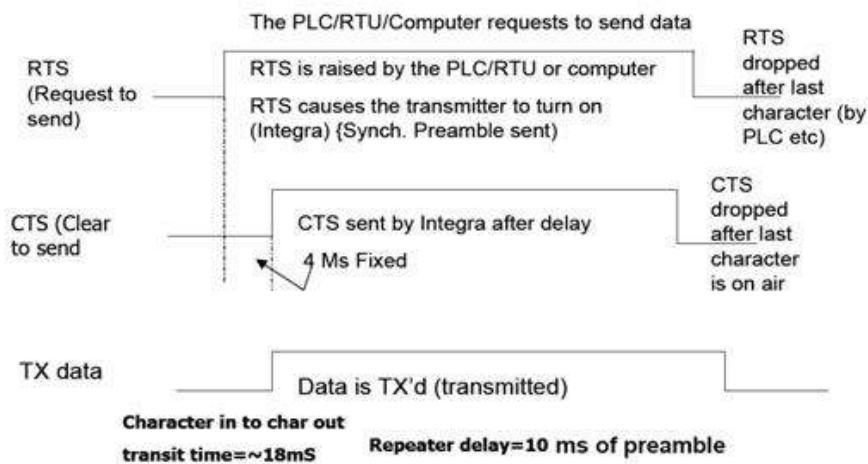 The PLC/RTU/Computer requests to send data
RTS
(Request to
send)
RTS is raised by the PLC/RTU or computer
RTS causes the transmitter to turn on
(Integra) {Synch. Preamble sent)
RTS
dropped
after last
character (by
PLC etc)
CTS (Clear
to send
CTS sent by Integra after delay
4 Ms Fixed
CTS
dropped
after last
character
is on air
TX data
Data is TX'd (transmitted)
Character in to char out
transit time=~18mS
Repeater delay=10 ms of preamble